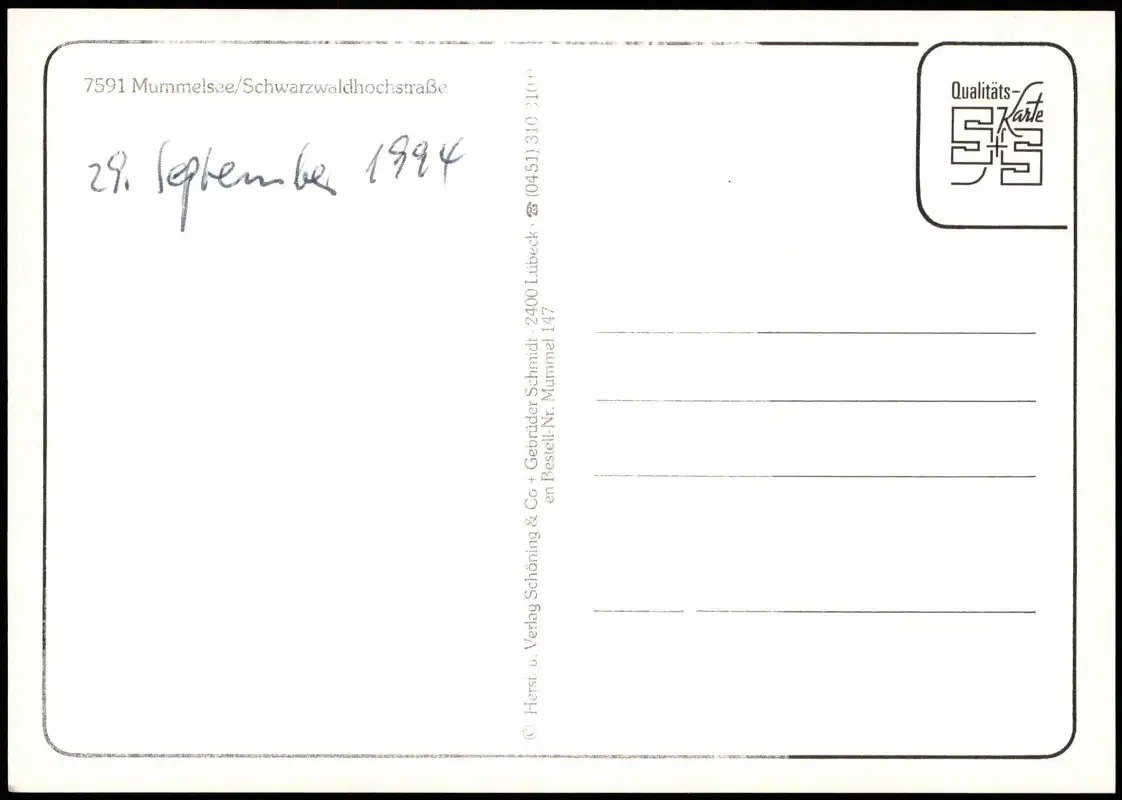 7591 Mummelsee/Schwarzwaldhochstraße
29. September 1994
© Herst. u. Verlag Schöning & Co + Gebrüder Schmidt · 2400 Lübeck · ☎ (0451) 310 310
en Bestell-Nr. Mummel 147
Qualitäts-
Karte
S+S